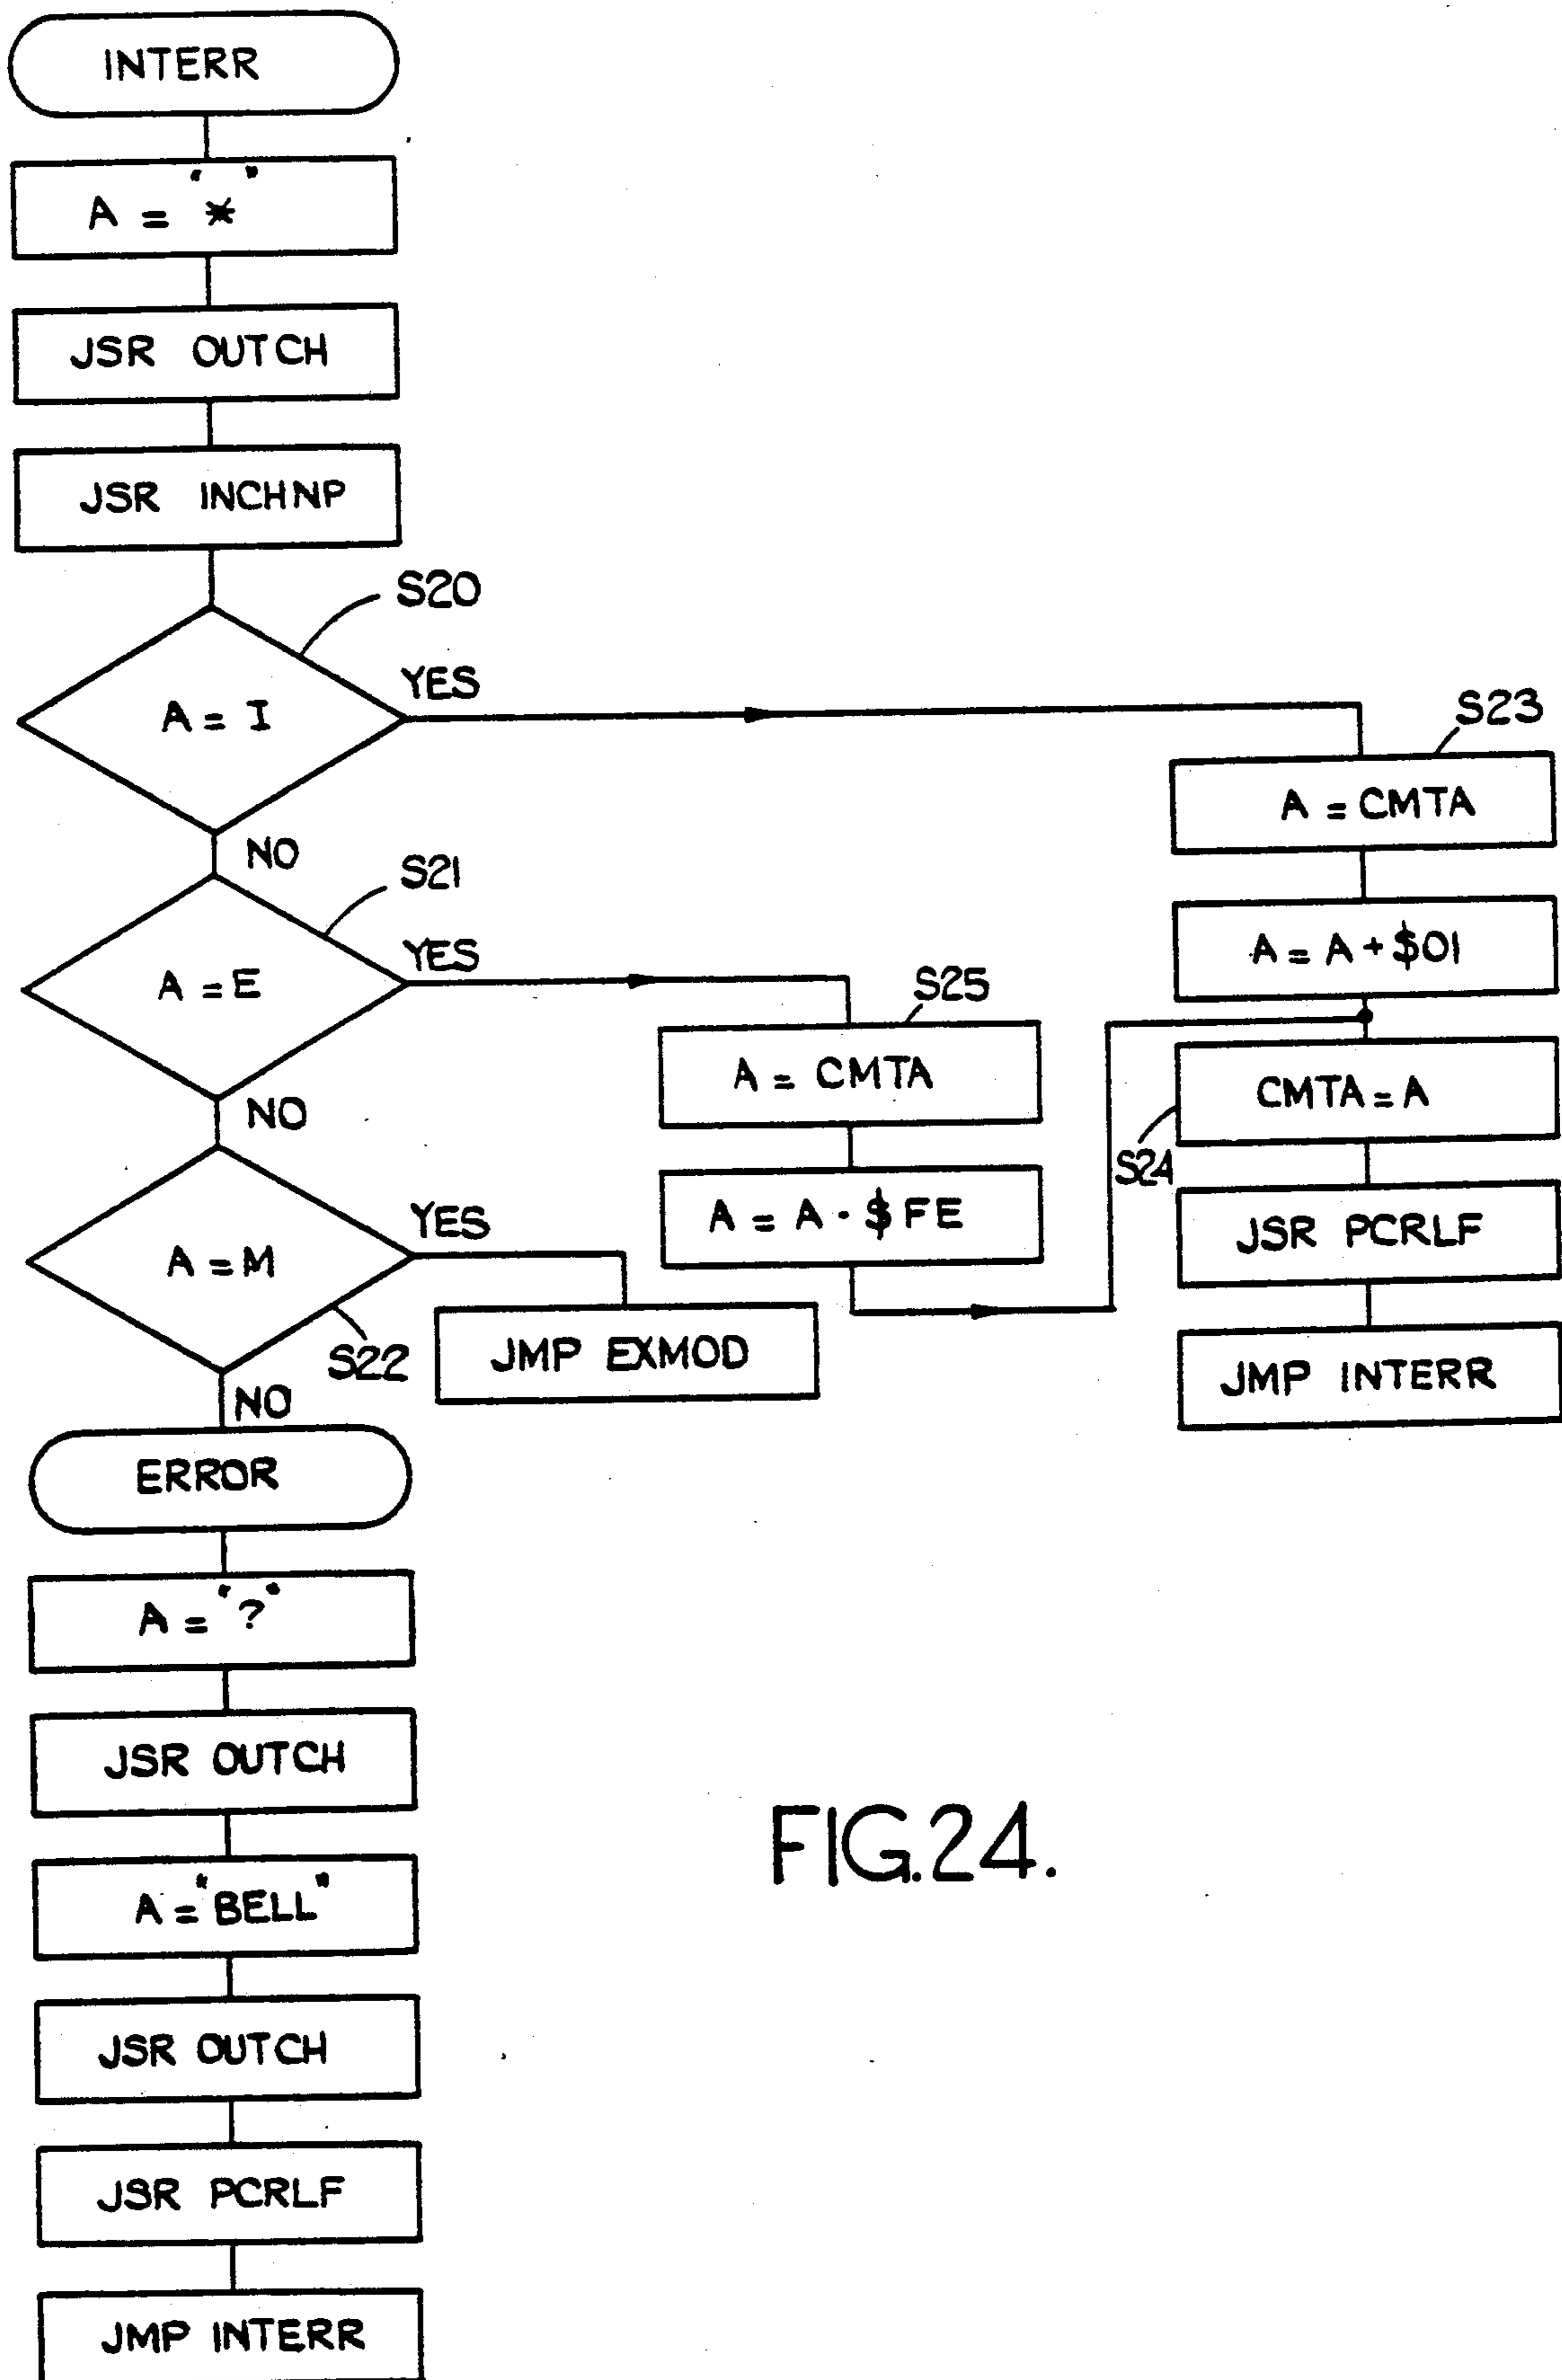 INTERR
A = "*"
JSR OUTCH
JSR INCHNP
S20
A = I
YES
NO
S23
A = CMTA
A = A + $01
S21
A = E
YES
NO
S25
A = CMTA
A = A · $FE
CMTA = A
S24
JSR PCRLF
JMP INTERR
A = M
YES
S22
NO
JMP EXMOD
ERROR
A = "?"
JSR OUTCH
A = "BELL"
JSR OUTCH
JSR PCRLF
JMP INTERR
FIG.24.